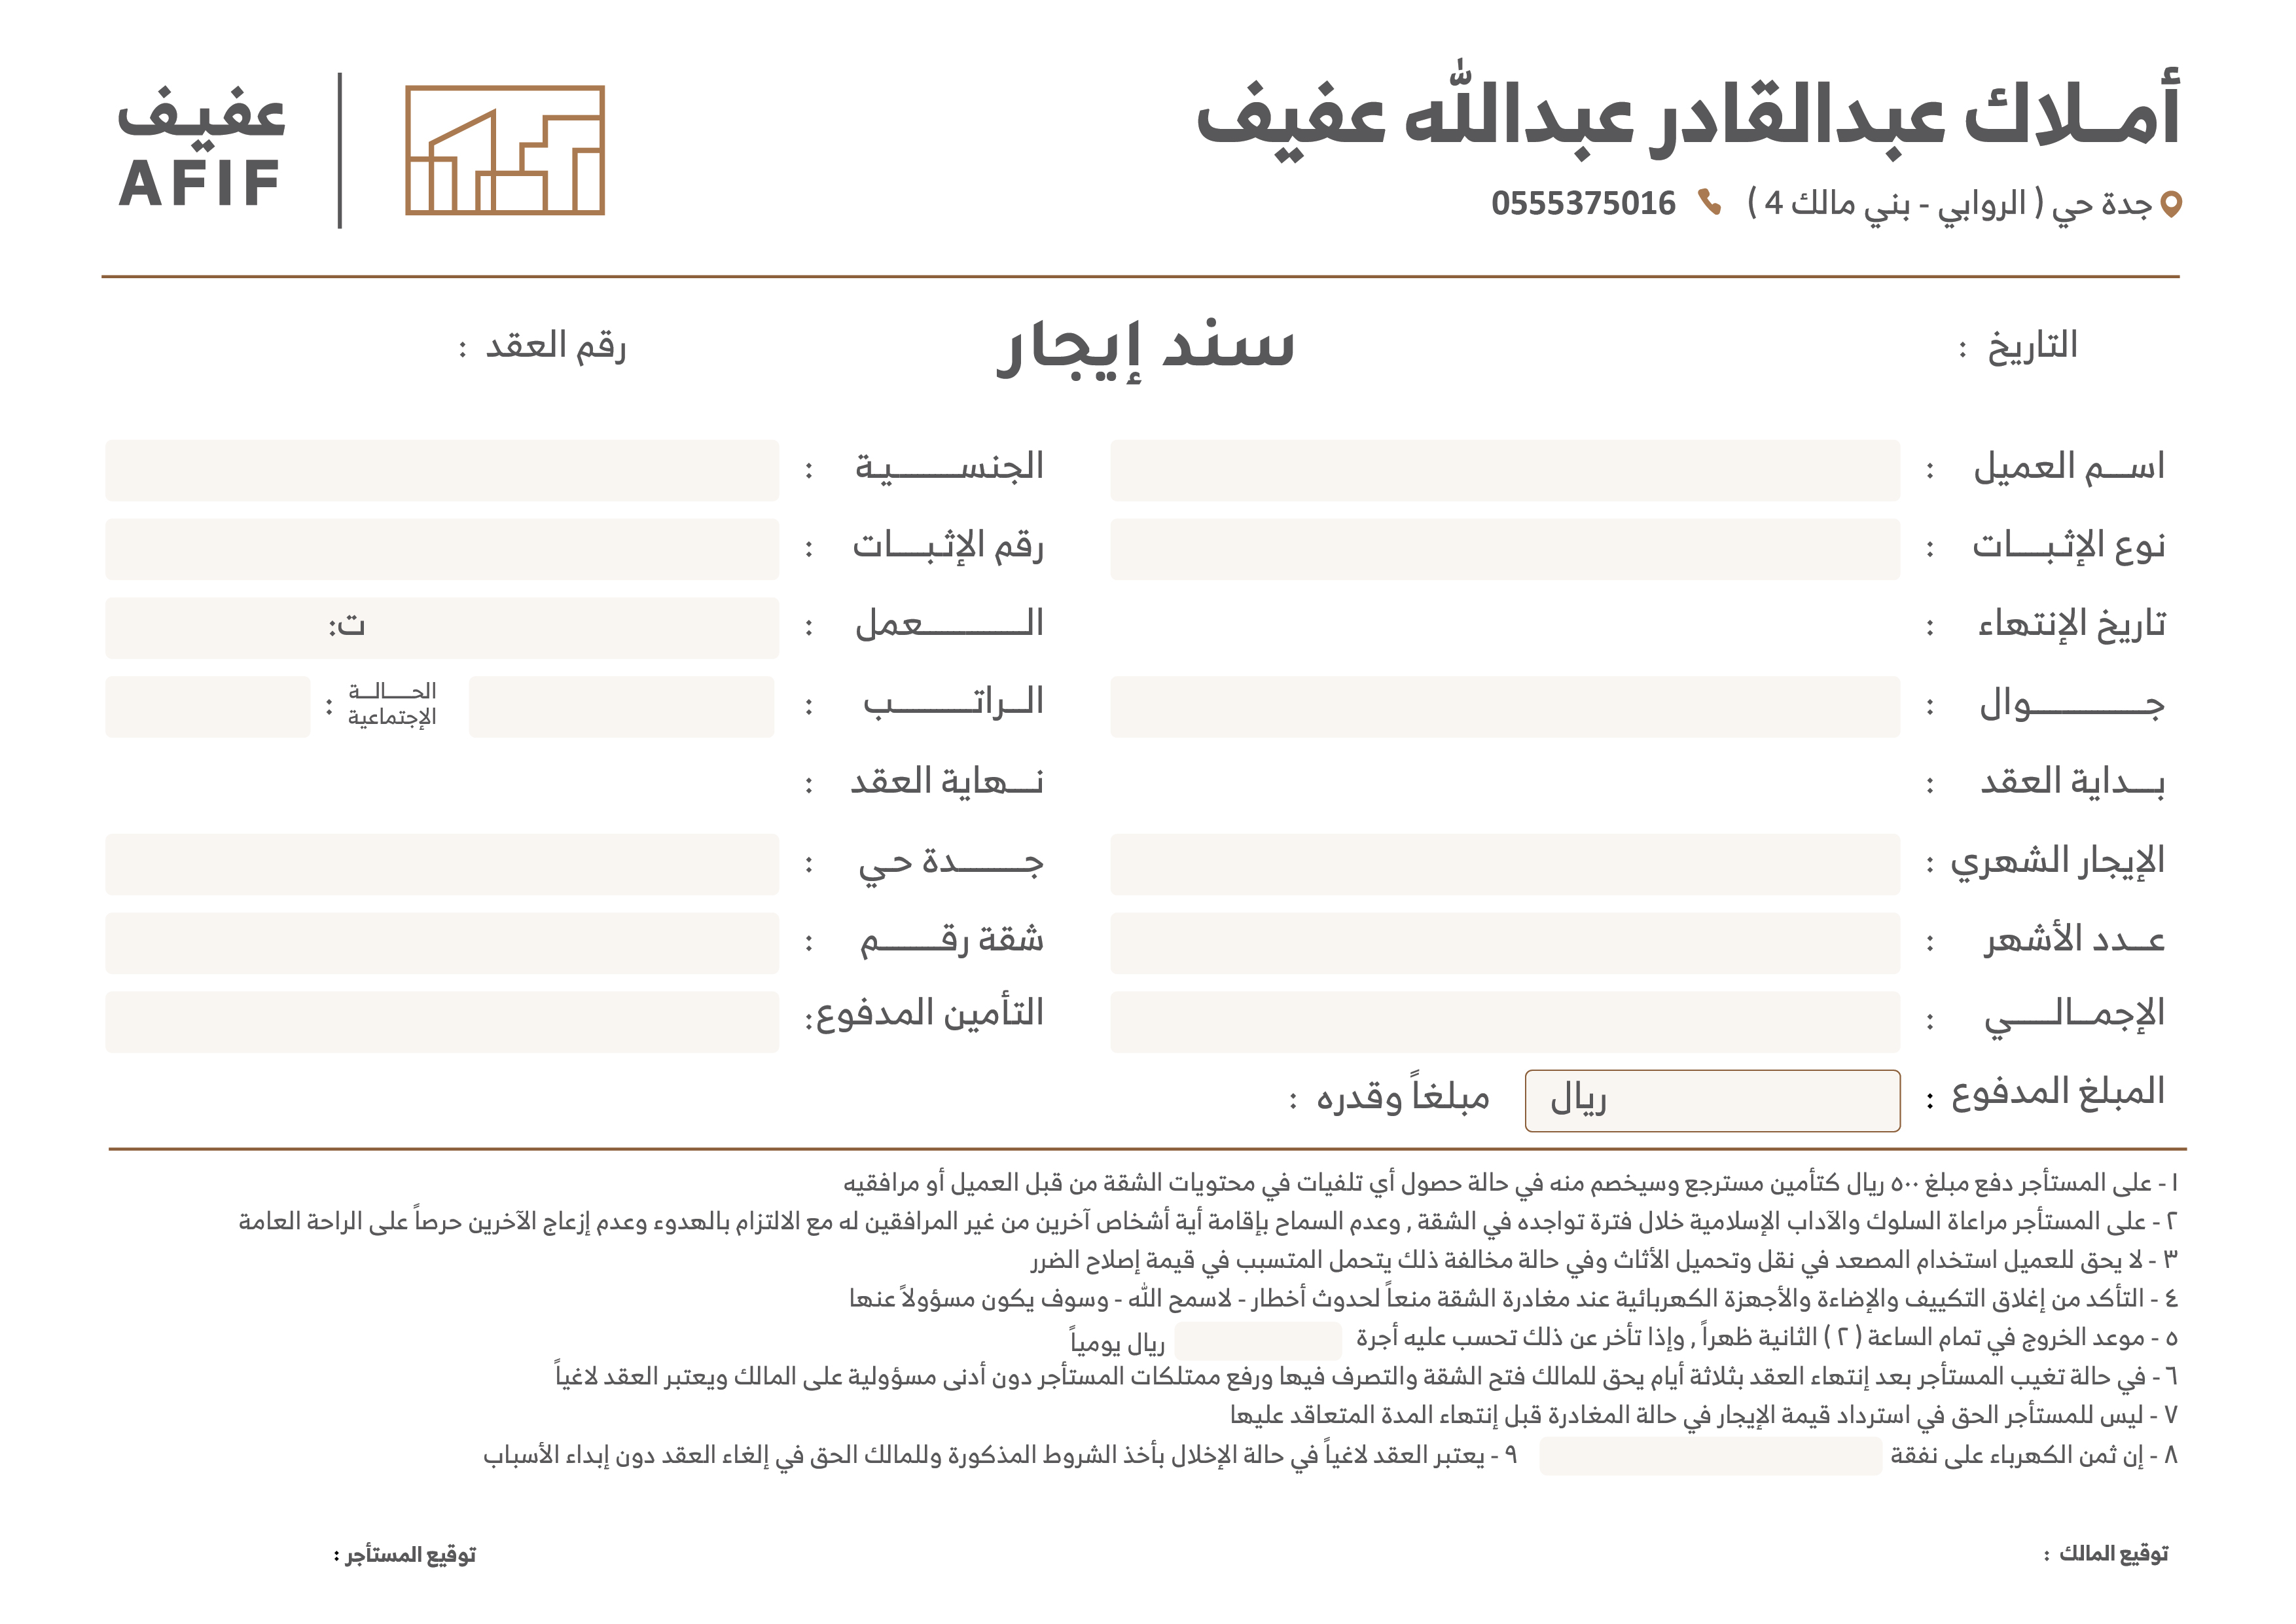 أملاك عبدالقادر عبدالله عفيف
جدة حي ( الروابي - بني مالك 4 ) 0555375016
عفيف
AFIF
التاريخ :
سند إيجار
رقم العقد :
اسم العميل : الجنسية :
نوع الإثبات : رقم الإثبات :
تاريخ الإنتهاء : العمل : ت:
جوال : الراتب : الحالة الإجتماعية :
بداية العقد : نهاية العقد :
الإيجار الشهري : جدة حي :
عدد الأشهر : شقة رقم :
الإجمالي : التأمين المدفوع:
المبلغ المدفوع : ريال مبلغاً وقدره :
١ - على المستأجر دفع مبلغ ٥٠٠ ريال كتأمين مسترجع وسيخصم منه في حالة حصول أي تلفيات في محتويات الشقة من قبل العميل أو مرافقيه
٢ - على المستأجر مراعاة السلوك والآداب الإسلامية خلال فترة تواجده في الشقة , وعدم السماح بإقامة أية أشخاص آخرين من غير المرافقين له مع الالتزام بالهدوء وعدم إزعاج الآخرين حرصاً على الراحة العامة
٣ - لا يحق للعميل استخدام المصعد في نقل وتحميل الأثاث وفي حالة مخالفة ذلك يتحمل المتسبب في قيمة إصلاح الضرر
٤ - التأكد من إغلاق التكييف والإضاءة والأجهزة الكهربائية عند مغادرة الشقة منعاً لحدوث أخطار - لاسمح الله - وسوف يكون مسؤولاً عنها
٥ - موعد الخروج في تمام الساعة ( ٢ ) الثانية ظهراً , وإذا تأخر عن ذلك تحسب عليه أجرة ريال يومياً
٦ - في حالة تغيب المستأجر بعد إنتهاء العقد بثلاثة أيام يحق للمالك فتح الشقة والتصرف فيها ورفع ممتلكات المستأجر دون أدنى مسؤولية على المالك ويعتبر العقد لاغياً
٧ - ليس للمستأجر الحق في استرداد قيمة الإيجار في حالة المغادرة قبل إنتهاء المدة المتعاقد عليها
٨ - إن ثمن الكهرباء على نفقة ٩ - يعتبر العقد لاغياً في حالة الإخلال بأخذ الشروط المذكورة وللمالك الحق في إلغاء العقد دون إبداء الأسباب
توقيع المالك : توقيع المستأجر :